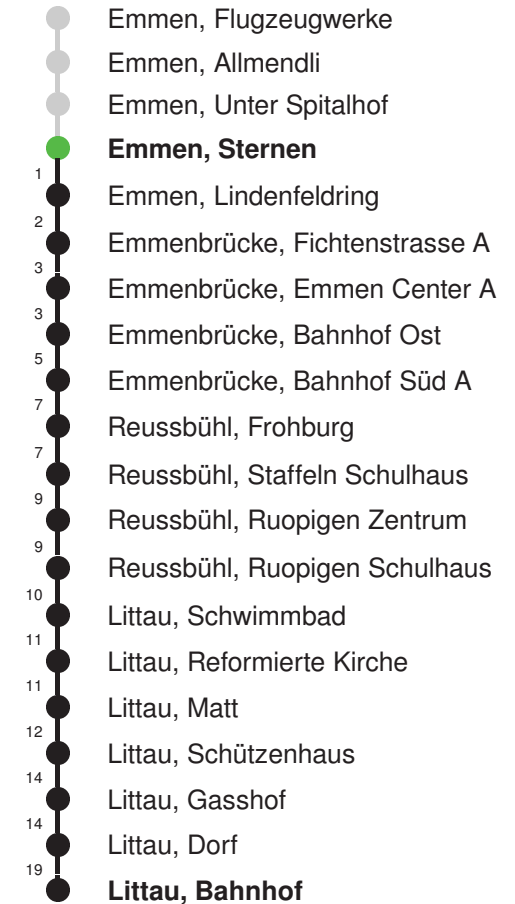 Emmen, Flugzeugwerke
Emmen, Allmendli
Emmen, Unter Spitalhof
Emmen, Sternen
1
Emmen, Lindenfeldring
2
Emmenbrücke, Fichtenstrasse A
3
Emmenbrücke, Emmen Center A
3
Emmenbrücke, Bahnhof Ost
5
Emmenbrücke, Bahnhof Süd A
7
Reussbühl, Frohburg
7
Reussbühl, Staffeln Schulhaus
9
Reussbühl, Ruopigen Zentrum
9
Reussbühl, Ruopigen Schulhaus
10
Littau, Schwimmbad
11
Littau, Reformierte Kirche
11
Littau, Matt
12
Littau, Schützenhaus
14
Littau, Gasshof
14
Littau, Dorf
19
Littau, Bahnhof